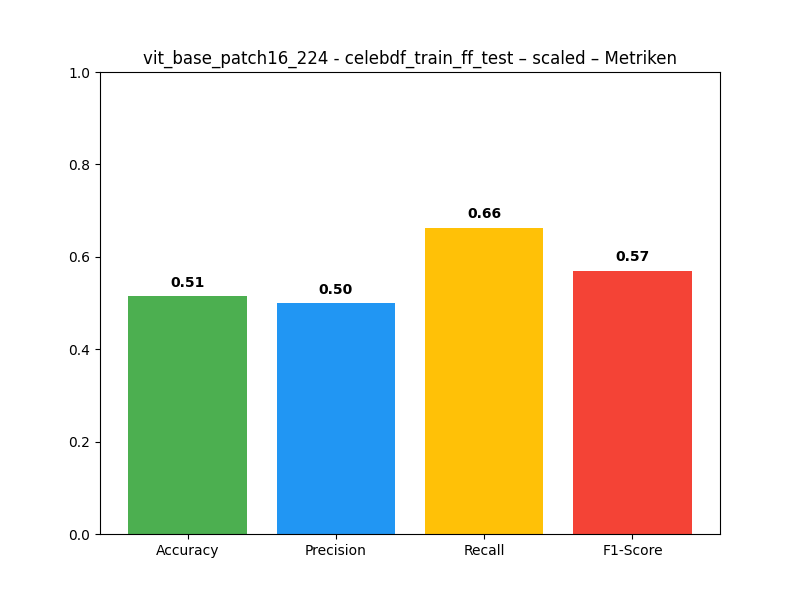 vit_base_patch16_224 - celebdf_train_ff_test – scaled – Metriken
1.0
0.8
0.6
0.4
0.2
0.0
0.51
0.50
0.66
0.57
Accuracy
Precision
Recall
F1-Score